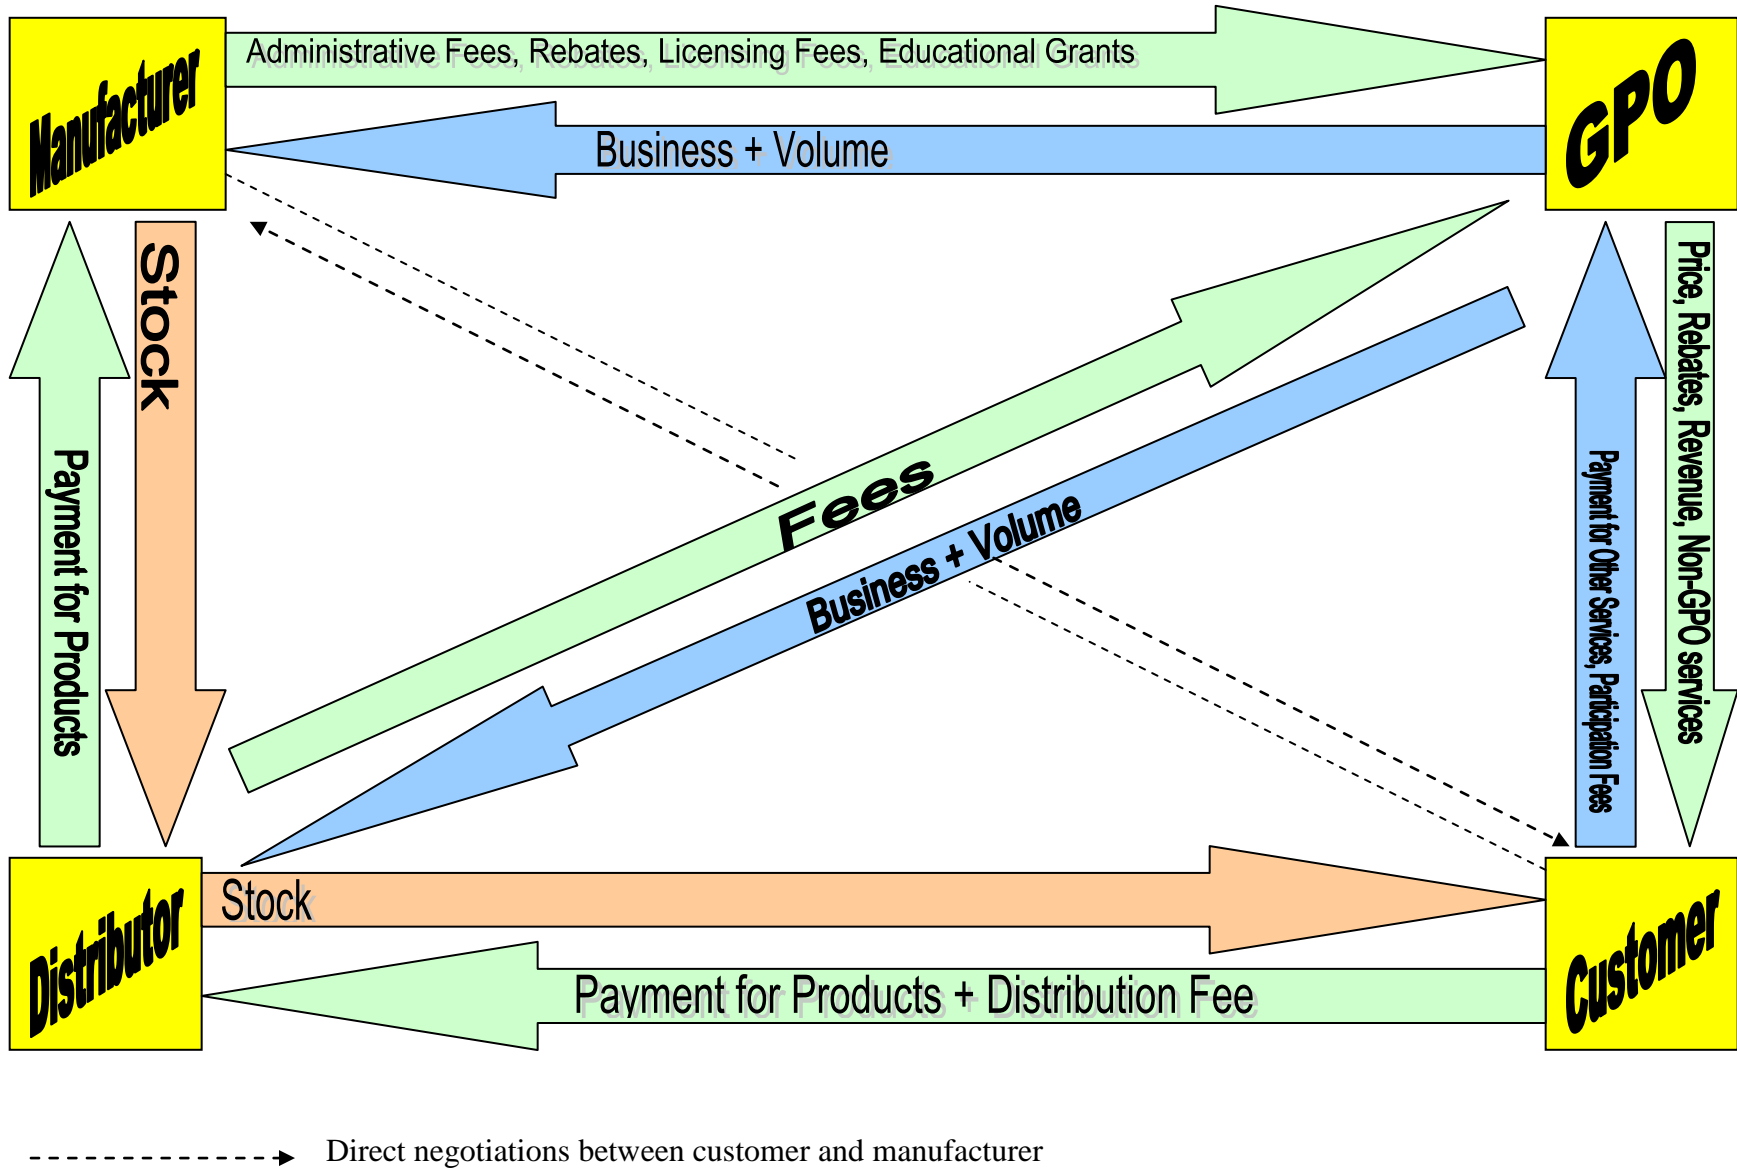 Manufacturer
Administrative Fees, Rebates, Licensing Fees, Educational Grants
GPO
Business + Volume
Stock
Payment for Products
Fees
Business + Volume
Price, Rebates, Revenue, Non-GPO services
Payment for Other Services, Participation Fees
Distributor
Stock
Customer
Payment for Products + Distribution Fee
Direct negotiations between customer and manufacturer